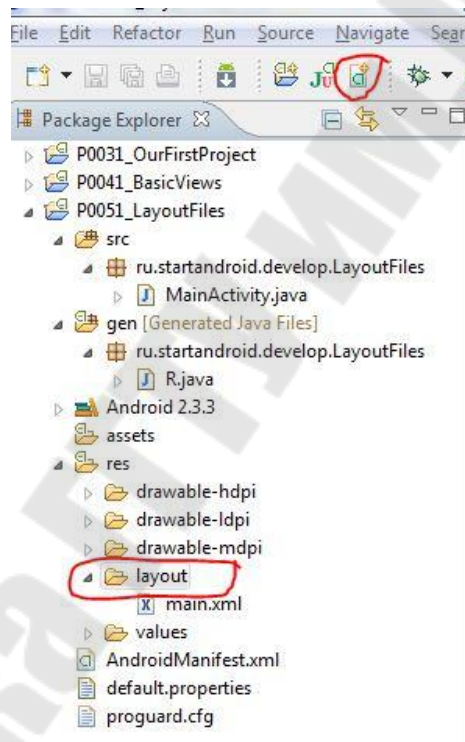 File Edit Refactor Run Source Navigate Sear
Package Explorer
P0031_OurFirstProject
P0041_BasicViews
P0051_LayoutFiles
src
ru.startandroid.develop.LayoutFiles
MainActivity.java
gen [Generated Java Files]
ru.startandroid.develop.LayoutFiles
R.java
Android 2.3.3
assets
res
drawable-hdpi
drawable-ldpi
drawable-mdpi
layout
main.xml
values
AndroidManifest.xml
default.properties
proguard.cfg